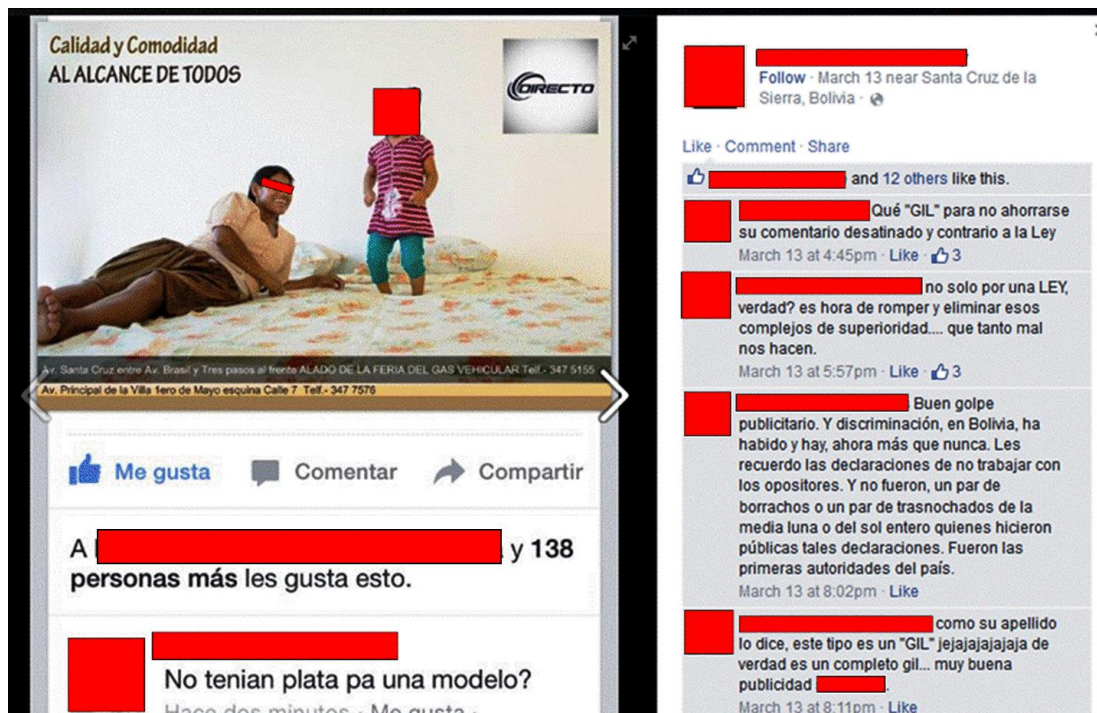 Calidad y Comodidad
AL ALCANCE DE TODOS
DIRECTO
Av. Santa Cruz entre Av. Brasil y Tres pasos al frente ALADO DE LA FERIA DEL GAS VEHICULAR Telf.- 347 5155
Av. Principal de la Villa 1ero de Mayo esquina Calle 7 Telf.- 347 7576
Me gusta Comentar Compartir
A y 138
personas más les gusta esto.
No tenian plata pa una modelo?
Hace dos minutos · Me gusta ·
Follow · March 13 near Santa Cruz de la
Sierra, Bolivia ·
Like · Comment · Share
and 12 others like this.
Qué "GIL" para no ahorrarse
su comentario desatinado y contrario a la Ley
March 13 at 4:45pm · Like · 3
no solo por una LEY,
verdad? es hora de romper y eliminar esos
complejos de superioridad.... que tanto mal
nos hacen.
March 13 at 5:57pm · Like · 3
Buen golpe
publicitario. Y discriminación, en Bolivia, ha
habido y hay, ahora más que nunca. Les
recuerdo las declaraciones de no trabajar con
los opositores. Y no fueron, un par de
borrachos o un par de trasnochados de la
media luna o del sol entero quienes hicieron
públicas tales declaraciones. Fueron las
primeras autoridades del país.
March 13 at 8:02pm · Like
como su apellido
lo dice, este tipo es un "GIL" jejajajajajaja de
verdad es un completo gil... muy buena
publicidad .
March 13 at 8:11pm · Like